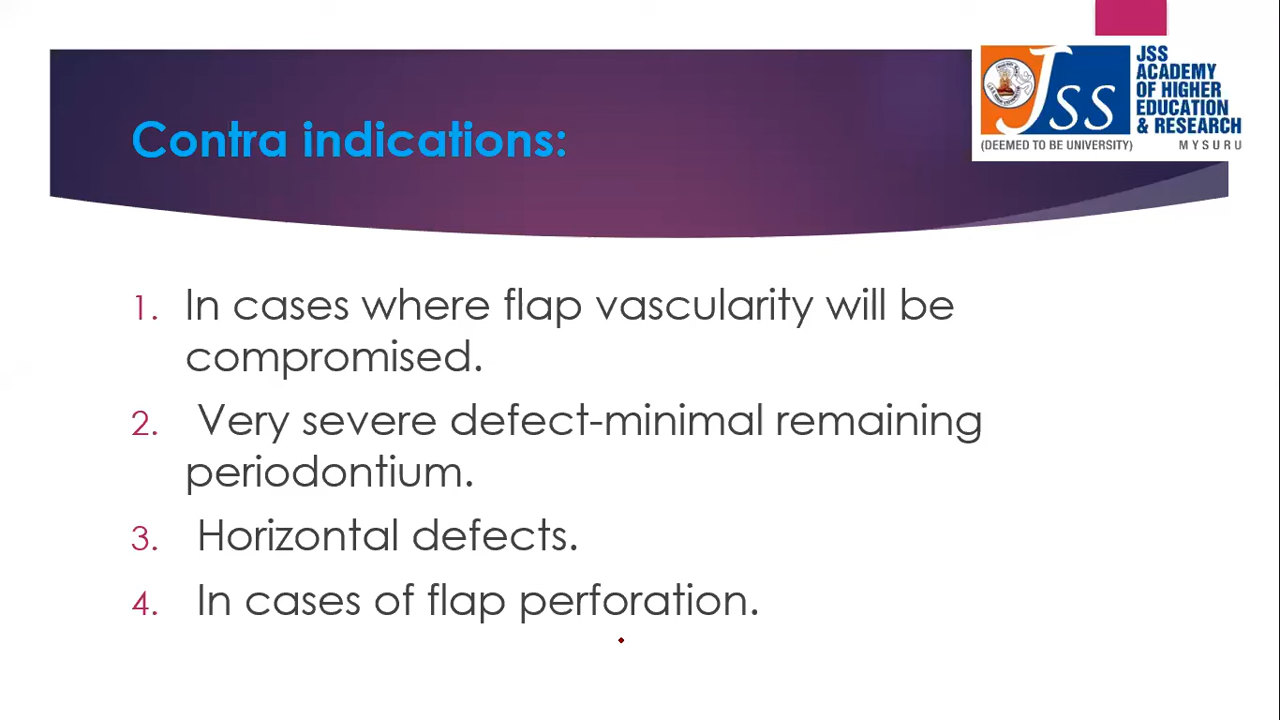 JSS
ACADEMY
OF HIGHER
EDUCATION
& RESEARCH
(DEEMED TO BE UNIVERSITY) MYSURU
Jss
Contra indications:
1. In cases where flap vascularity will be
compromised.
2. Very severe defect-minimal remaining
periodontium.
3. Horizontal defects.
4. In cases of flap perforation.